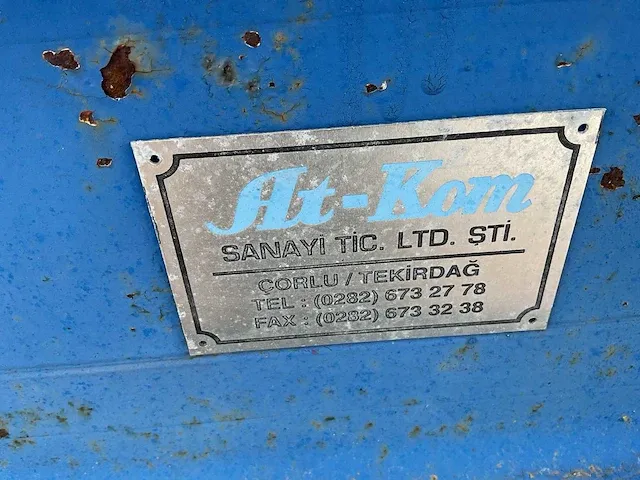 At-Kom
SANAYİ TİC. LTD. ŞTİ.
ÇORLU / TEKİRDAĞ
TEL : (0282) 673 27 78
FAX : (0282) 673 32 38